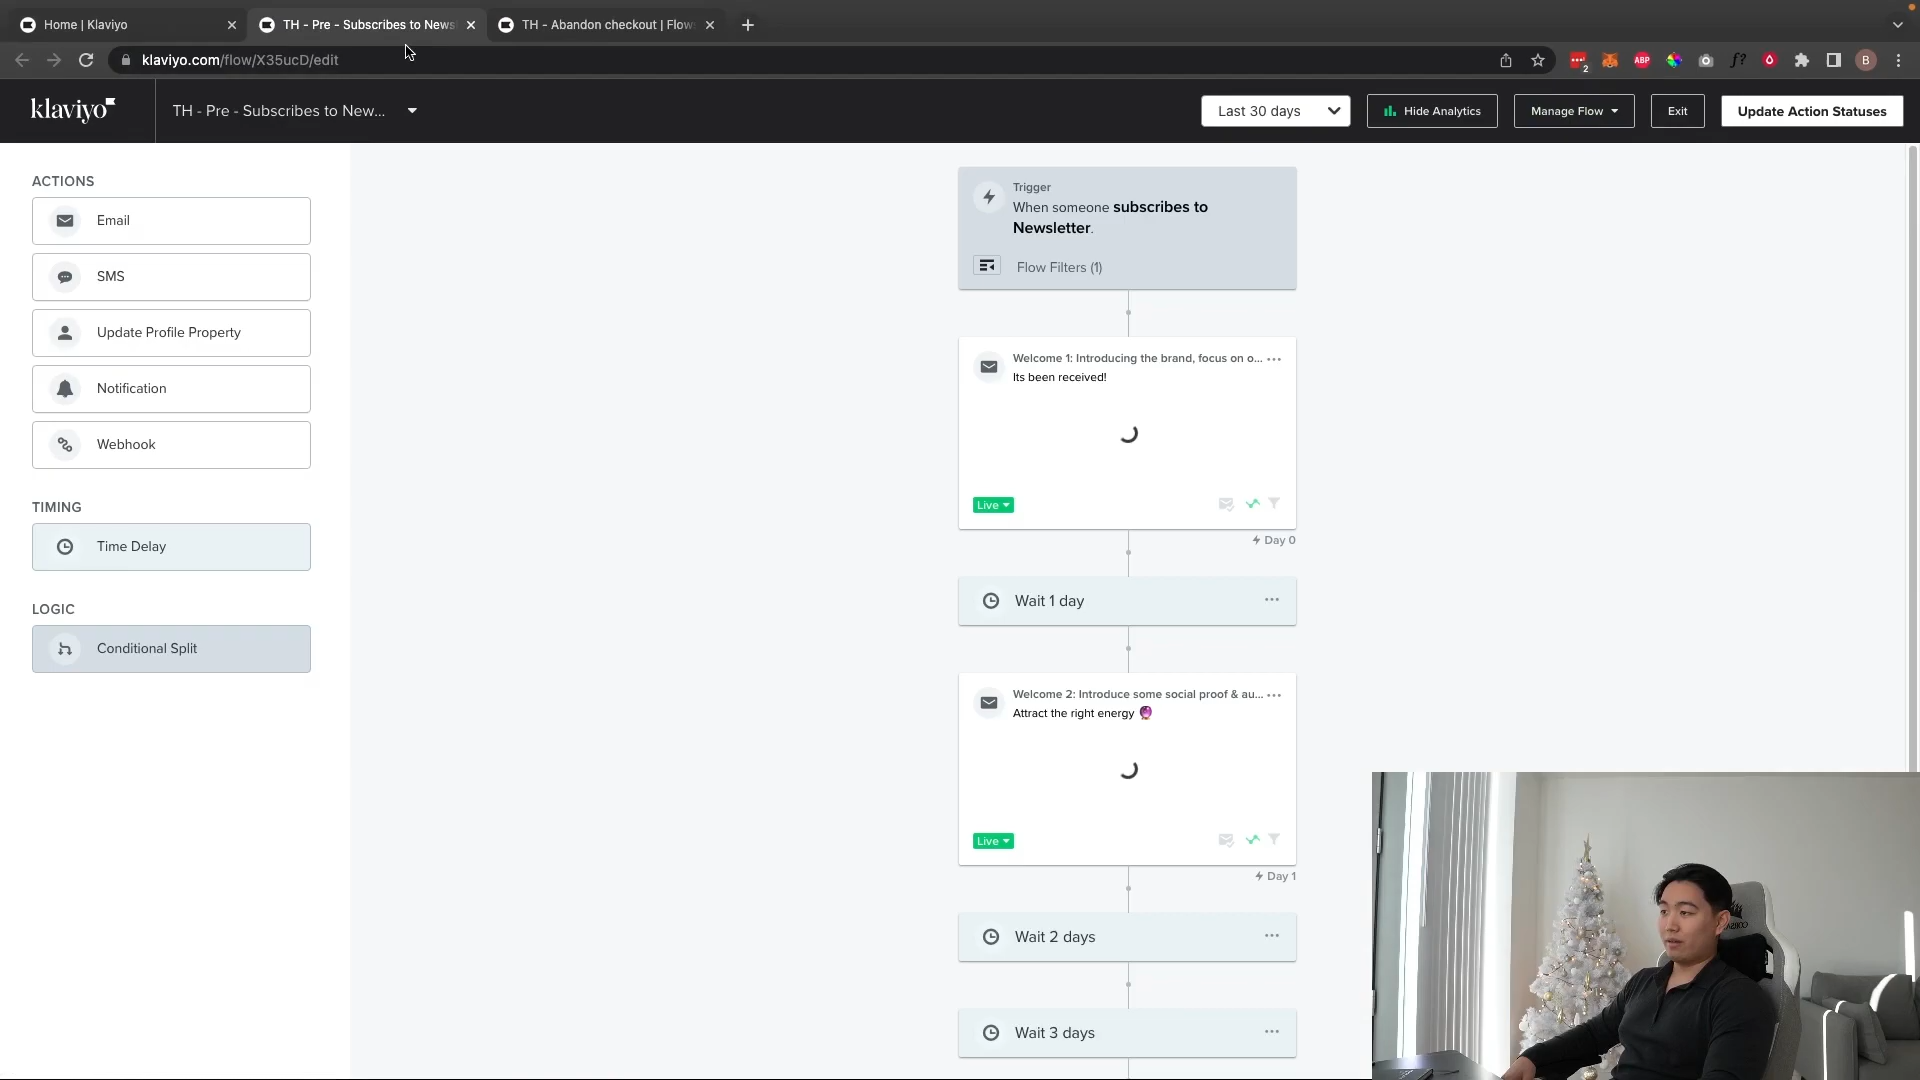 Home | Klaviyo
TH - Pre - Subscribes to News
TH - Abandon checkout | Flow
klaviyo.com/flow/X35ucD/edit
2
ABP
f?
B
klaviyo
TH - Pre - Subscribes to New...
Last 30 days
Hide Analytics
Manage Flow
Exit
Update Action Statuses
ACTIONS
Email
SMS
Update Profile Property
Notification
Webhook
TIMING
Time Delay
LOGIC
Conditional Split
Trigger
When someone subscribes to
Newsletter.
Flow Filters (1)
Welcome 1: Introducing the brand, focus on o...
Its been received!
Live
Day 0
Wait 1 day
Welcome 2: Introduce some social proof & au...
Attract the right energy 🔮
Live
Day 1
Wait 2 days
Wait 3 days